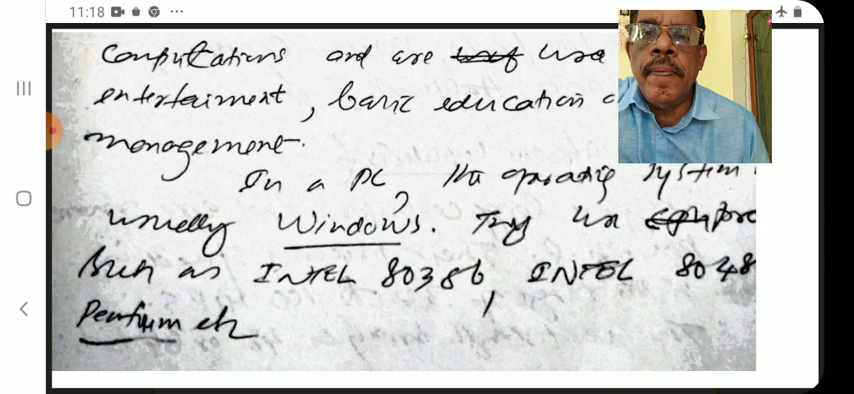 11:18
computations and are use
entertaiment, basic education
management.
In a PC, the operating system
usually Windows. They use
such as INTEL 80386, INTEL 8048
Pentium etc